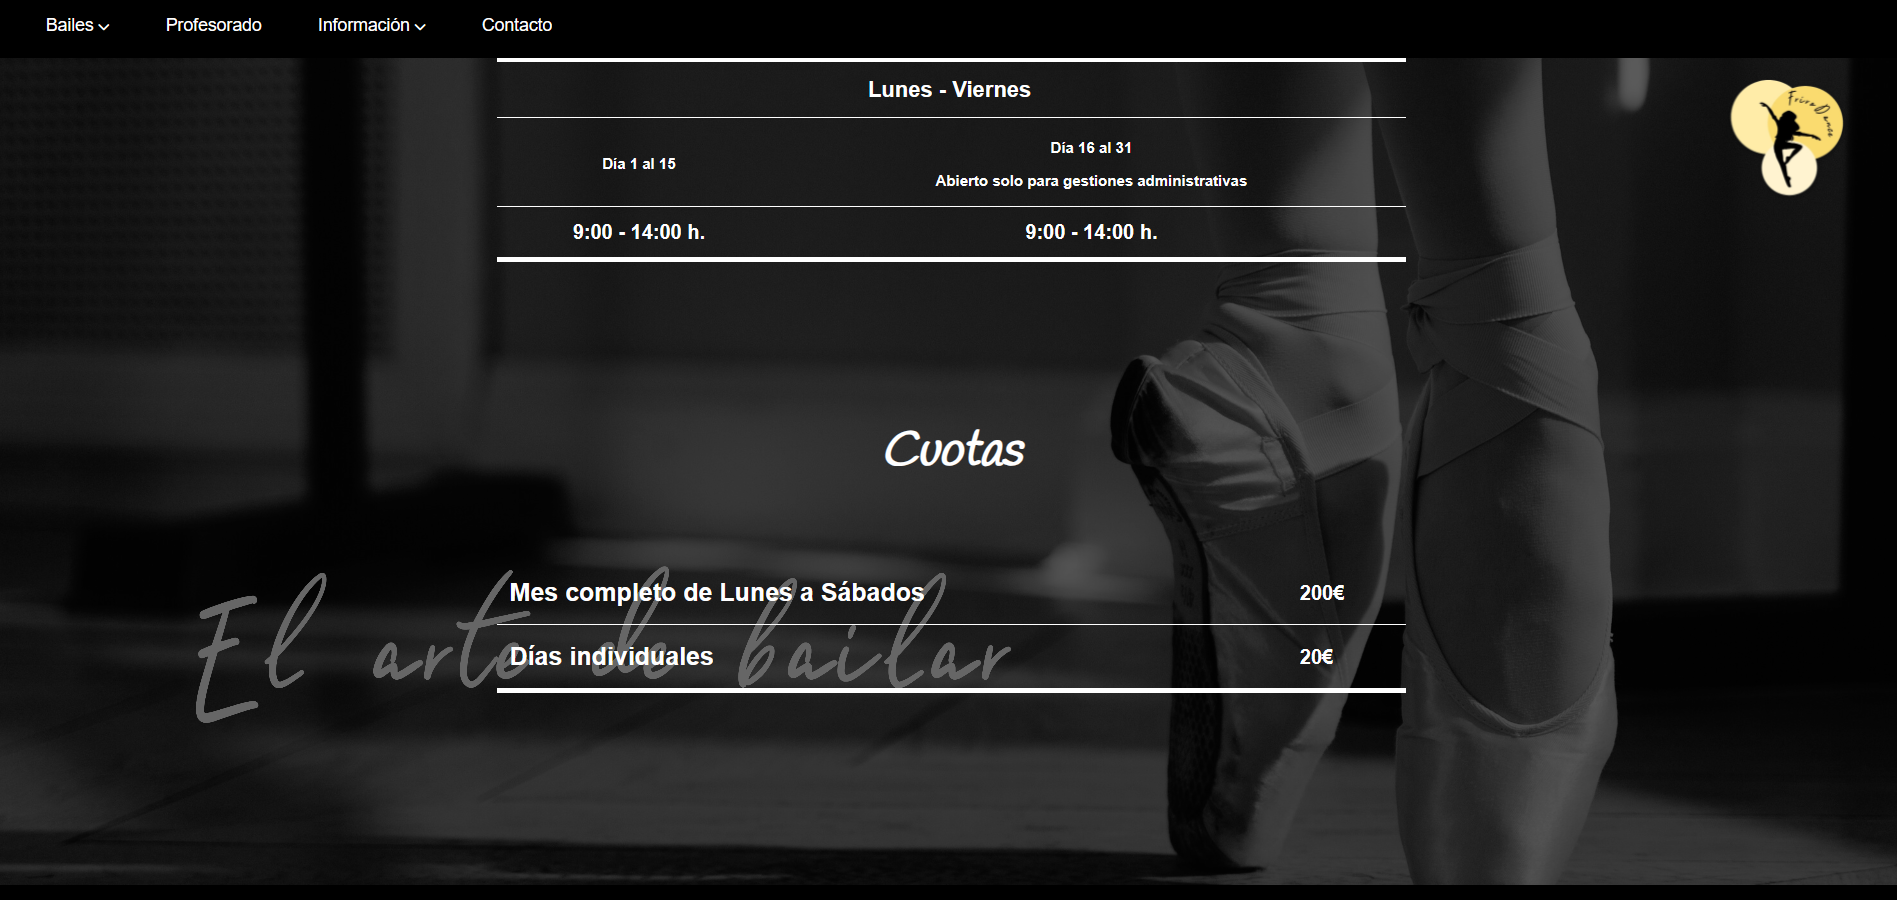 Bailes Profesorado Información Contacto
Lunes - Viernes
Día 1 al 15
Día 16 al 31
Abierto solo para gestiones administrativas
9:00 - 14:00 h. 9:00 - 14:00 h.
Cuotas
Mes completo de Lunes a Sábados 200€
Días individuales 20€
El arte de bailar